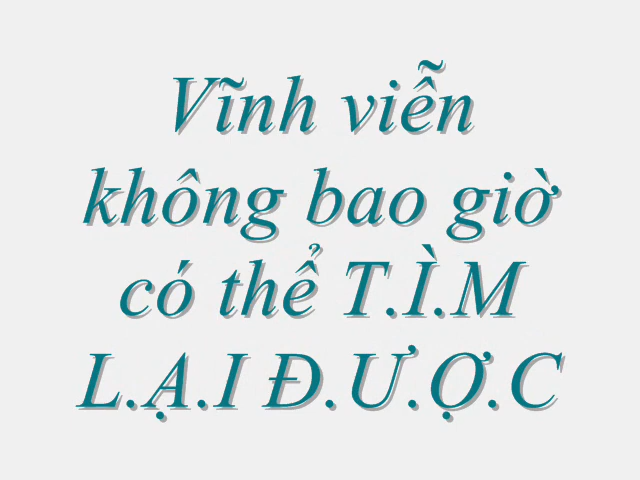 Vĩnh viễn
không bao giờ
có thể T.Ì.M
L.Ạ.I Đ.Ư.Ợ.C